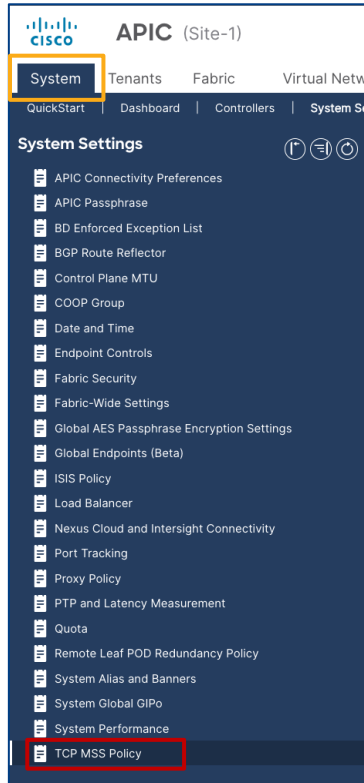 CISCO APIC (Site-1)
System Tenants Fabric Virtual Netw
QuickStart | Dashboard | Controllers | System Se
System Settings
APIC Connectivity Preferences
APIC Passphrase
BD Enforced Exception List
BGP Route Reflector
Control Plane MTU
COOP Group
Date and Time
Endpoint Controls
Fabric Security
Fabric-Wide Settings
Global AES Passphrase Encryption Settings
Global Endpoints (Beta)
ISIS Policy
Load Balancer
Nexus Cloud and Intersight Connectivity
Port Tracking
Proxy Policy
PTP and Latency Measurement
Quota
Remote Leaf POD Redundancy Policy
System Alias and Banners
System Global GIPo
System Performance
TCP MSS Policy